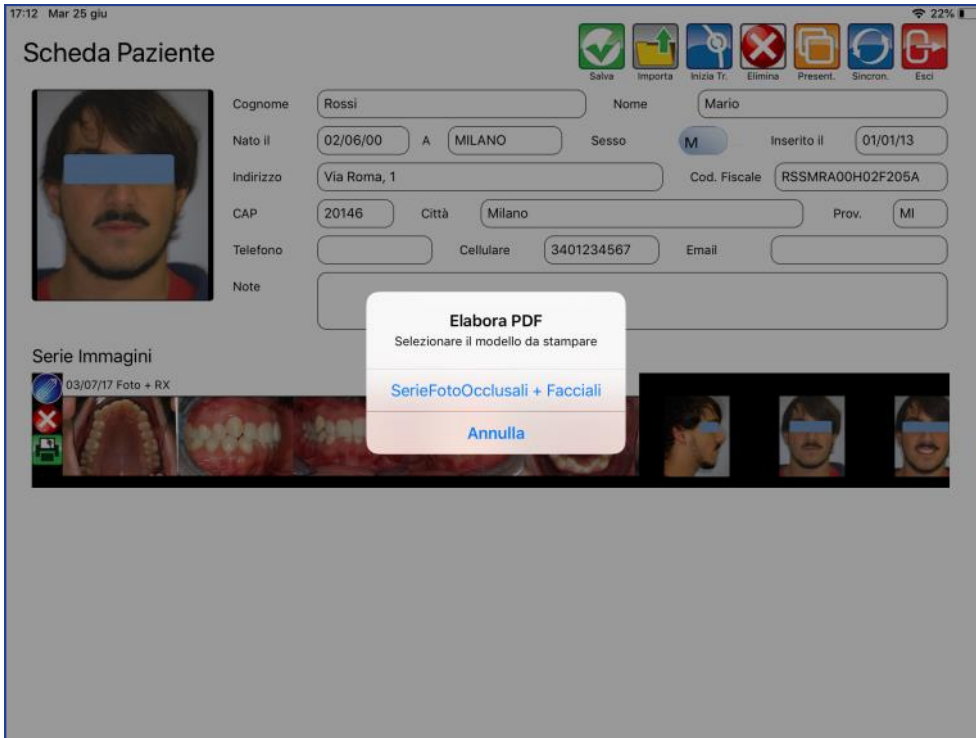 17:12 Mar 25 giu 22%
Scheda Paziente
Salva Importa Inizia Tr. Elimina Present. Sincron. Esci
Cognome Rossi Nome Mario
Nato il 02/06/00 A MILANO Sesso M Inserito il 01/01/13
Indirizzo Via Roma, 1 Cod. Fiscale RSSMRA00H02F205A
CAP 20146 Città Milano Prov. MI
Telefono Cellulare 3401234567 Email
Note
Elabora PDF
Selezionare il modello da stampare
SerieFotoOcclusali + Facciali
Annulla
Serie Immagini
03/07/17 Foto + RX